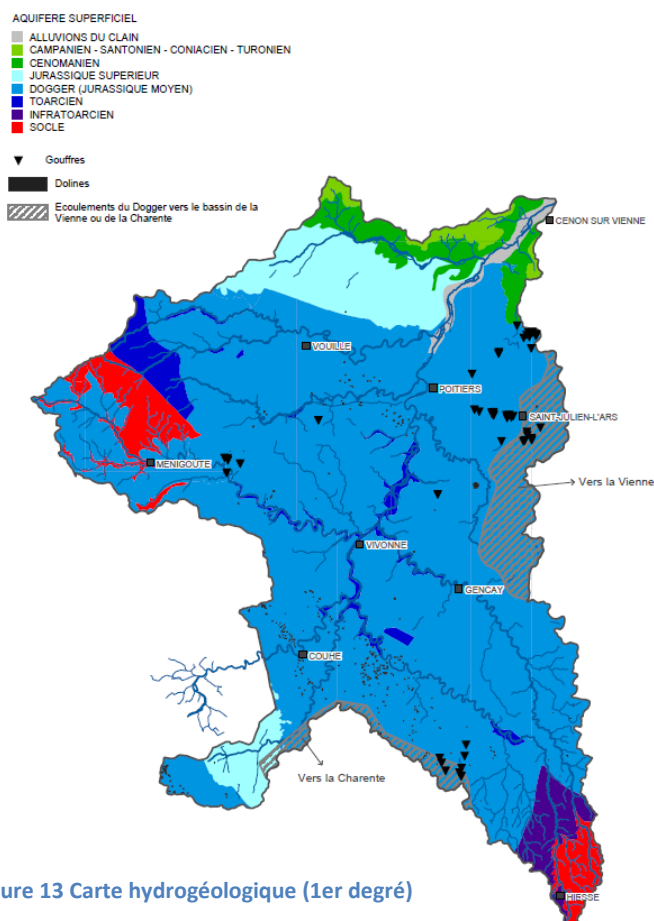 AQUIFERE SUPERFICIEL
ALLUVIONS DU CLAIN
CAMPANIEN - SANTONIEN - CONIACIEN - TURONIEN
CENOMANIEN
JURASSIQUE SUPERIEUR
DOGGER (JURASSIQUE MOYEN)
TOARCIEN
INFRATOARCIEN
SOCLE
Gouffres
Dolines
Ecoulements du Dogger vers le bassin de la
Vienne ou de la Charente
CENON SUR VIENNE
VOUILLE
POITIERS
SAINT-JULIEN-L'ARS
MENIGOUTE
Vers la Vienne
VIVONNE
GENCAY
COUHE
Vers la Charente
HIESSE
ure 13 Carte hydrogéologique (1er degré)